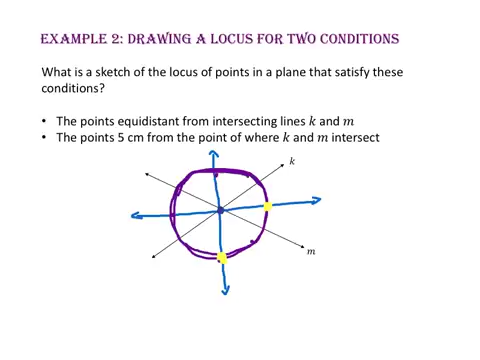 EXAMPLE 2: DRAWING A LOCUS FOR TWO CONDITIONS
What is a sketch of the locus of points in a plane that satisfy these
conditions?
• The points equidistant from intersecting lines k and m
• The points 5 cm from the point of where k and m intersect
k
m